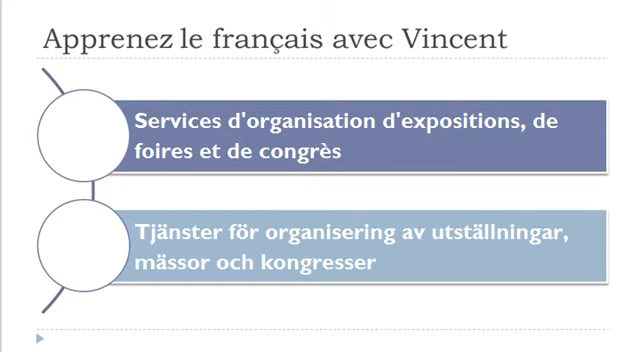 Apprenez le français avec Vincent
Services d'organisation d'expositions, de
foires et de congrès
Tjänster för organisering av utställningar,
mässor och kongresser